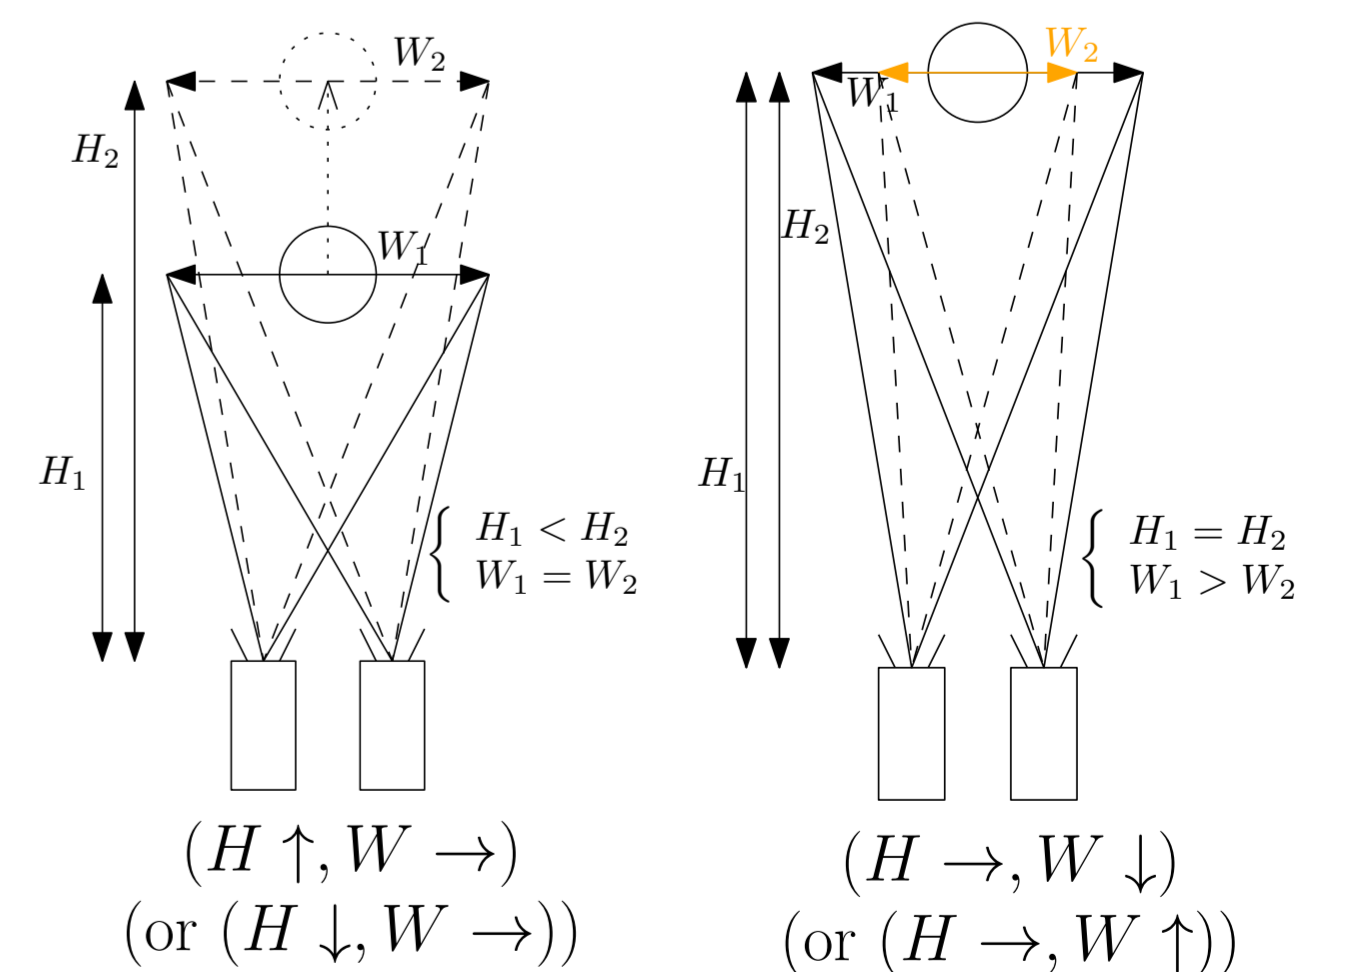 W₂
H₂
W₁
H₁
{ H₁ < H₂
W₁ = W₂
(H ↑, W →)
(or (H ↓, W →))
W₂
W₁
H₂
H₁
{ H₁ = H₂
W₁ > W₂
(H →, W ↓)
(or (H →, W ↑))